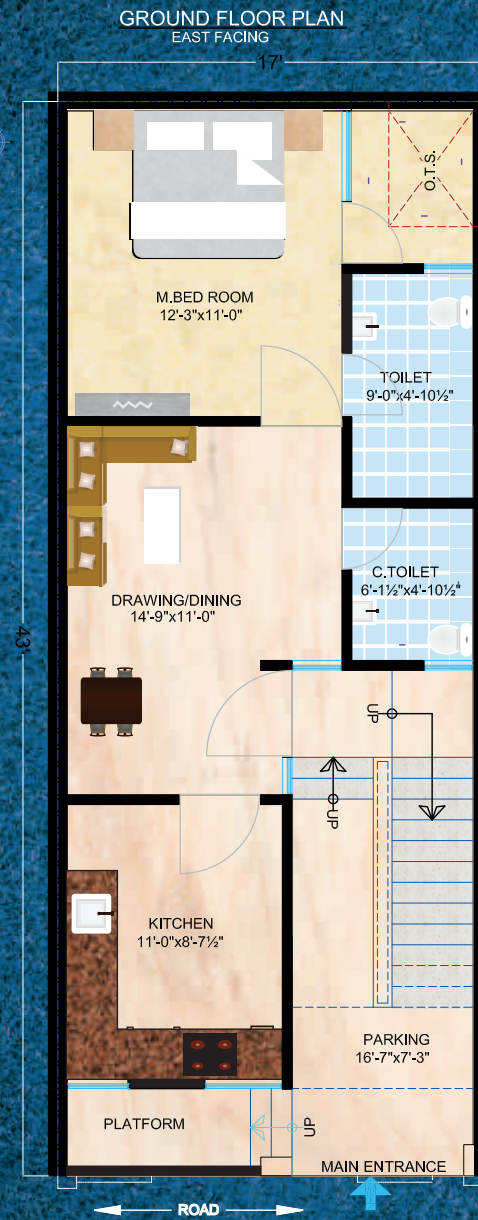 GROUND FLOOR PLAN
EAST FACING
17'
O.T.S.
M.BED ROOM
12'-3"x11'-0"
TOILET
9'-0"x4'-10½"
C.TOILET
6'-1½"x4'-10½"
DRAWING/DINING
14'-9"x11'-0"
43'
UP
UP
KITCHEN
11'-0"x8'-7½"
PARKING
16'-7"x7'-3"
PLATFORM
UP
MAIN ENTRANCE
ROAD